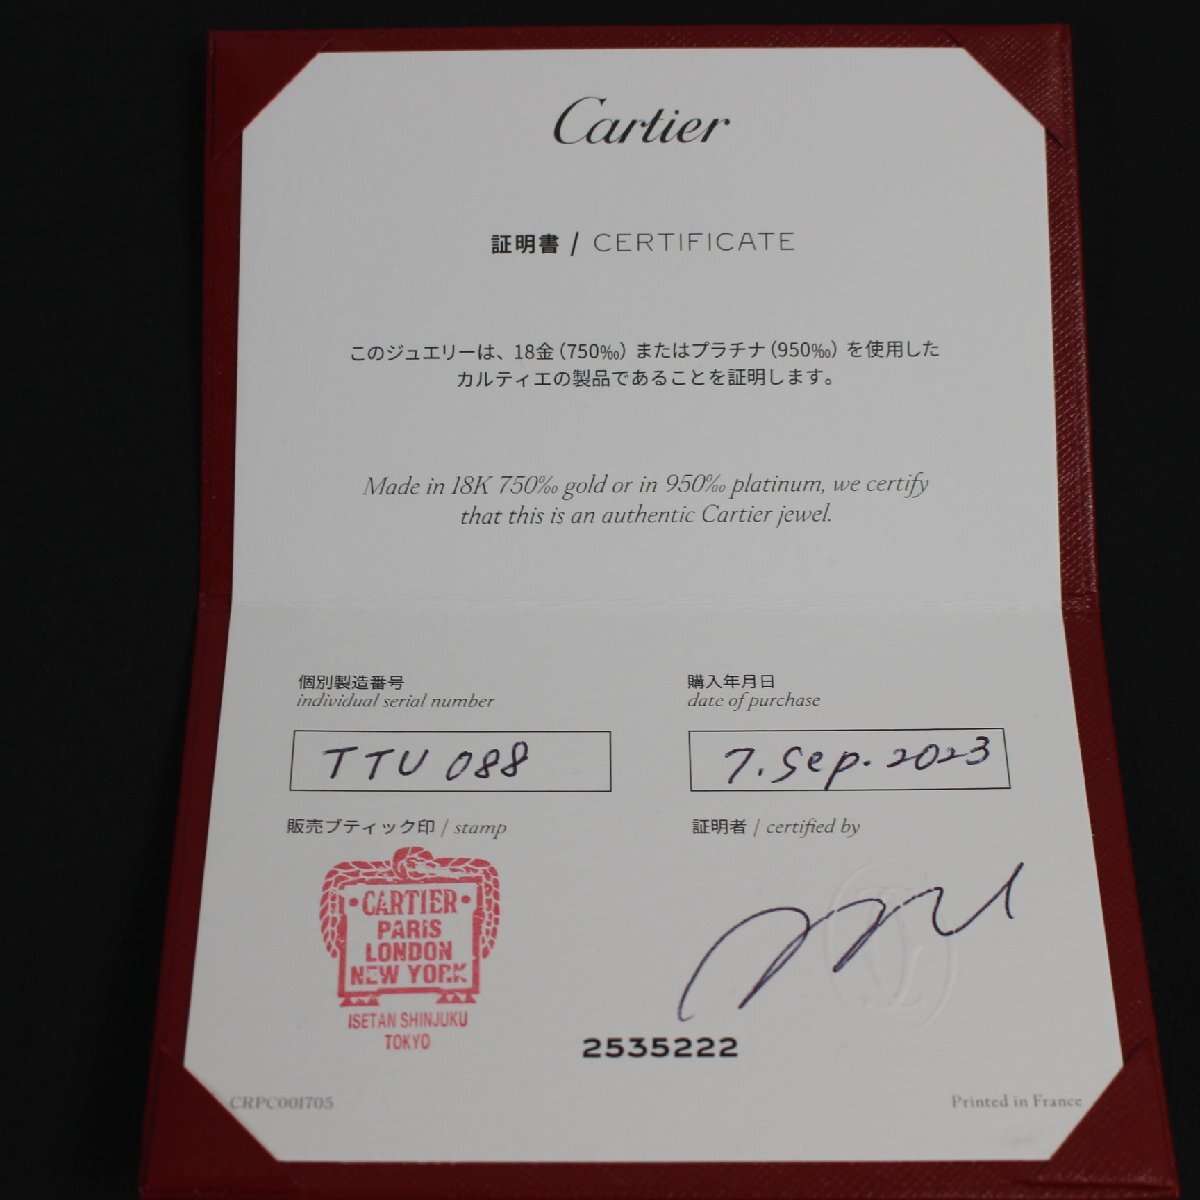 Cartier
証明書 / CERTIFICATE
このジュエリーは、18金(750‰)またはプラチナ(950‰)を使用した
カルティエの製品であることを証明します。
Made in 18K 750‰ gold or in 950‰ platinum, we certify
that this is an authentic Cartier jewel.
個別製造番号
individual serial number
TTU 088
購入年月日
date of purchase
7. Sep. 2023
販売ブティック印 / stamp
CARTIER
PARIS
LONDON
NEW YORK
ISETAN SHINJUKU
TOKYO
証明者 / certified by
2535222
CRPC001705
Printed in France